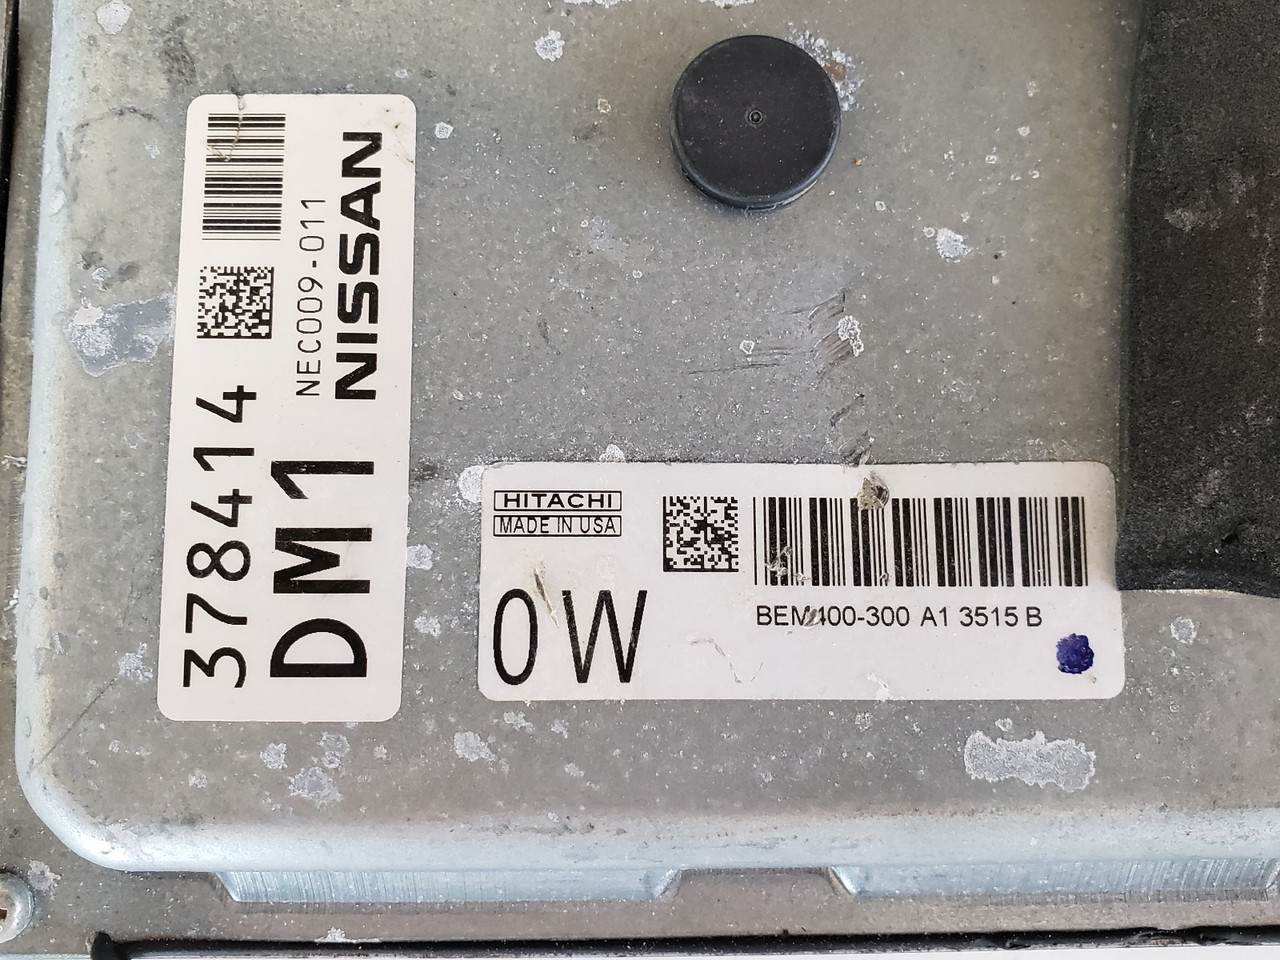 NISSAN
NEC009-011
DM1
378414
HITACHI
MADE IN USA
0W
BEM400-300 A1 3515 B